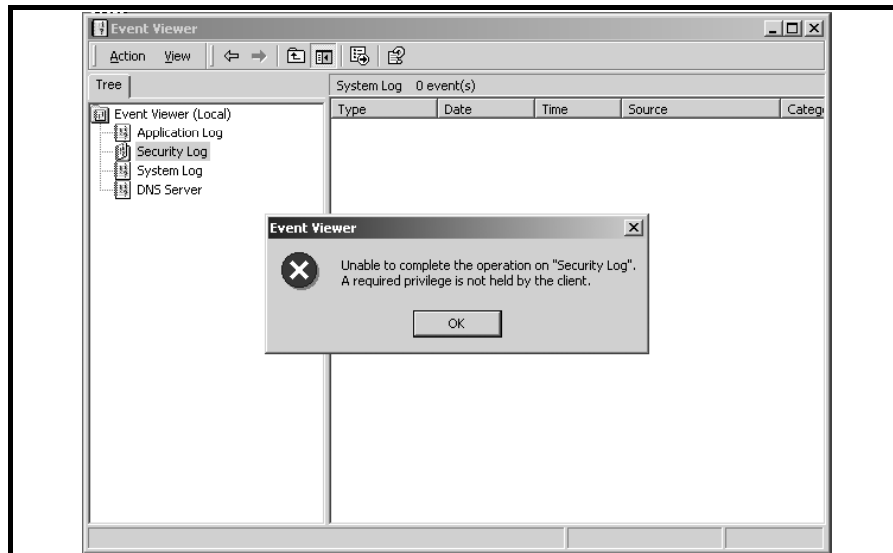 Event Viewer
Action View
Tree
System Log 0 event(s)
Event Viewer (Local)
Application Log
Security Log
System Log
DNS Server
Type Date Time Source Catego
Event Viewer
Unable to complete the operation on "Security Log".
A required privilege is not held by the client.
OK